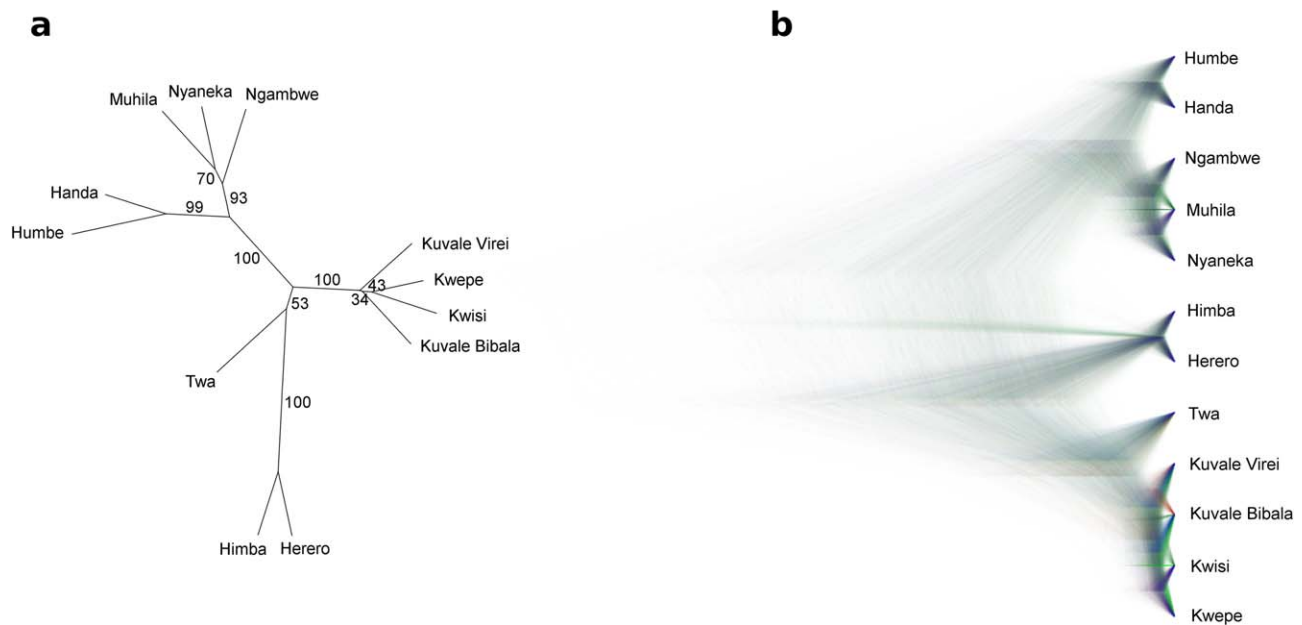 a
b
Muhila
Nyaneka
Ngambwe
70
93
Handa
99
Humbe
100
Kuvale Virei
100
43
Kwepe
34
53
Kwisi
Kuvale Bibala
Twa
100
Himba
Herero
Humbe
Handa
Ngambwe
Muhila
Nyaneka
Himba
Herero
Twa
Kuvale Virei
Kuvale Bibala
Kwisi
Kwepe